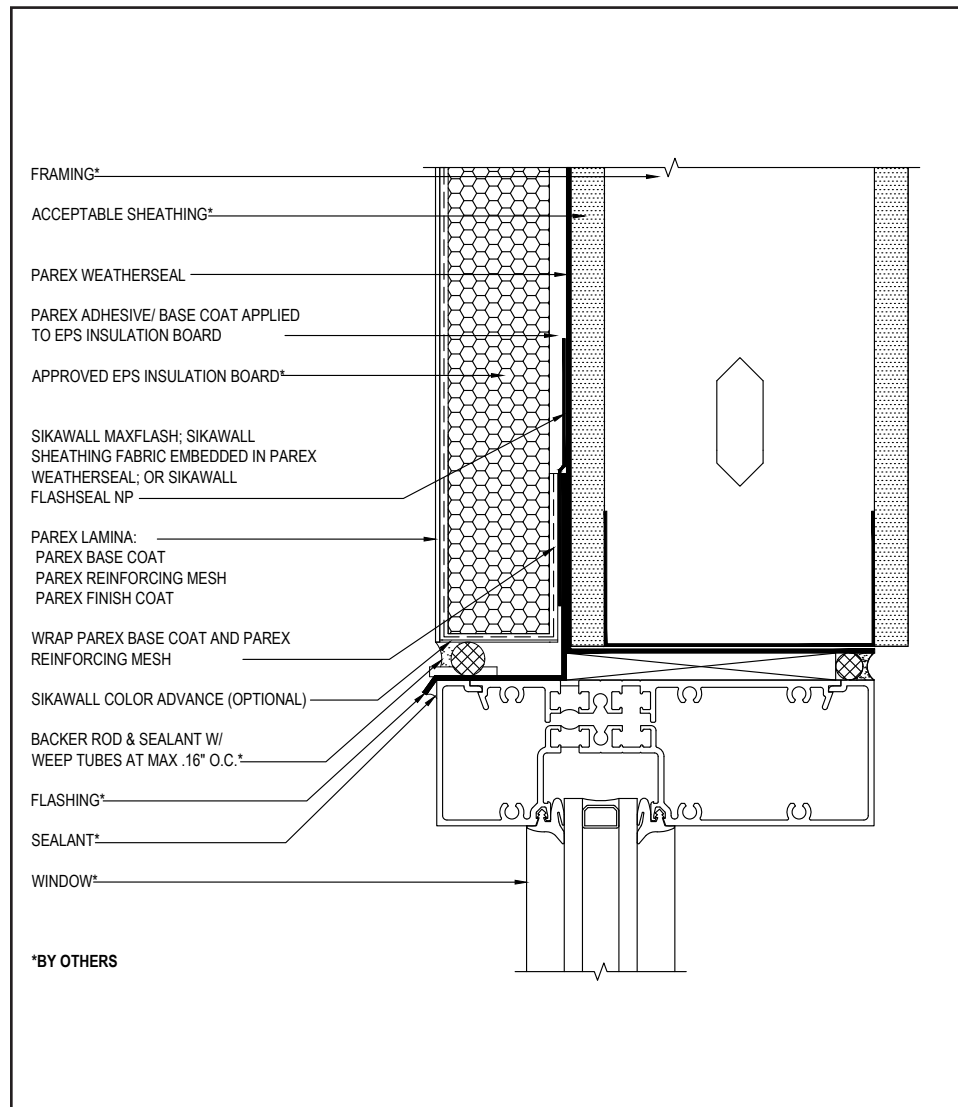 FRAMING*
ACCEPTABLE SHEATHING*
PAREX WEATHERSEAL
PAREX ADHESIVE/ BASE COAT APPLIED
TO EPS INSULATION BOARD
APPROVED EPS INSULATION BOARD*
SIKAWALL MAXFLASH; SIKAWALL
SHEATHING FABRIC EMBEDDED IN PAREX
WEATHERSEAL; OR SIKAWALL
FLASHSEAL NP
PAREX LAMINA:
PAREX BASE COAT
PAREX REINFORCING MESH
PAREX FINISH COAT
WRAP PAREX BASE COAT AND PAREX
REINFORCING MESH
SIKAWALL COLOR ADVANCE (OPTIONAL)
BACKER ROD & SEALANT W/
WEEP TUBES AT MAX .16" O.C.*
FLASHING*
SEALANT*
WINDOW*
*BY OTHERS